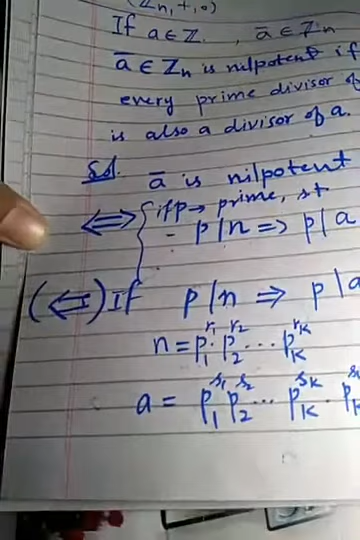 (Zn, +, 0)
If a ∈ Z. , ā ∈ Zn
ā ∈ Zn is nilpotent if
every prime divisor of
is also a divisor of a.
Sol. ā is nilpotent
⟺ { if p → prime, st
- p | n ⇒ p | a
(⟸) If p | n ⇒ p | a
n = p₁^r₁ p₂^r₂ ... pₖ^rₖ
a = p₁^s₁ p₂^s₂ ... pₖ^sₖ .